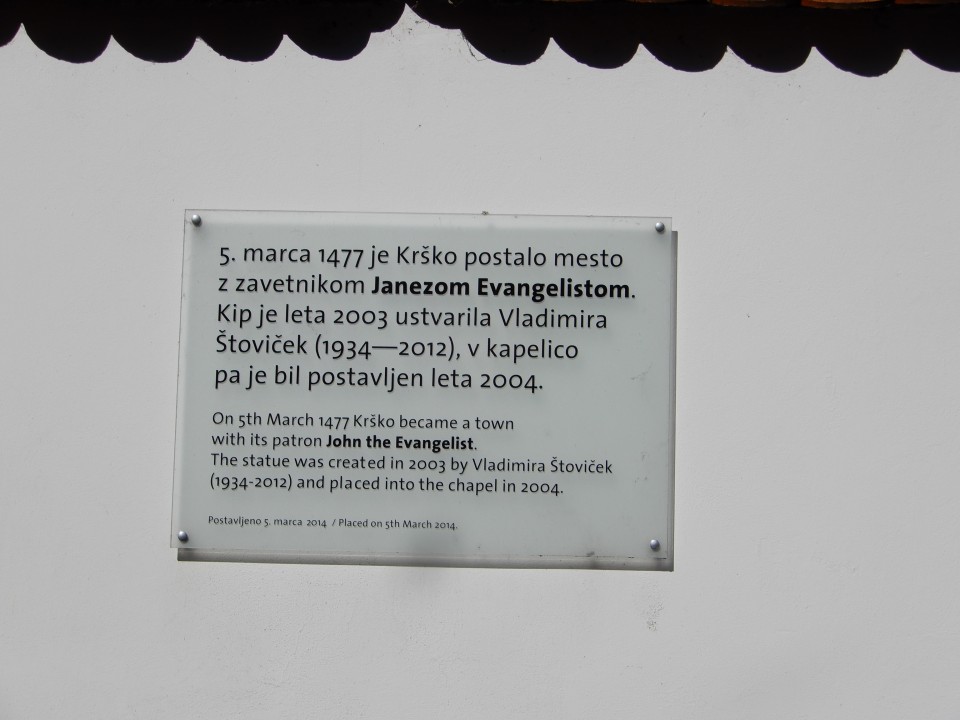 5. marca 1477 je Krško postalo mesto
z zavetnikom Janezom Evangelistom.
Kip je leta 2003 ustvarila Vladimira
Štoviček (1934—2012), v kapelico
pa je bil postavljen leta 2004.
On 5th March 1477 Krško became a town
with its patron John the Evangelist.
The statue was created in 2003 by Vladimira Štoviček
(1934-2012) and placed into the chapel in 2004.
Postavljeno 5. marca 2014 / Placed on 5th March 2014.